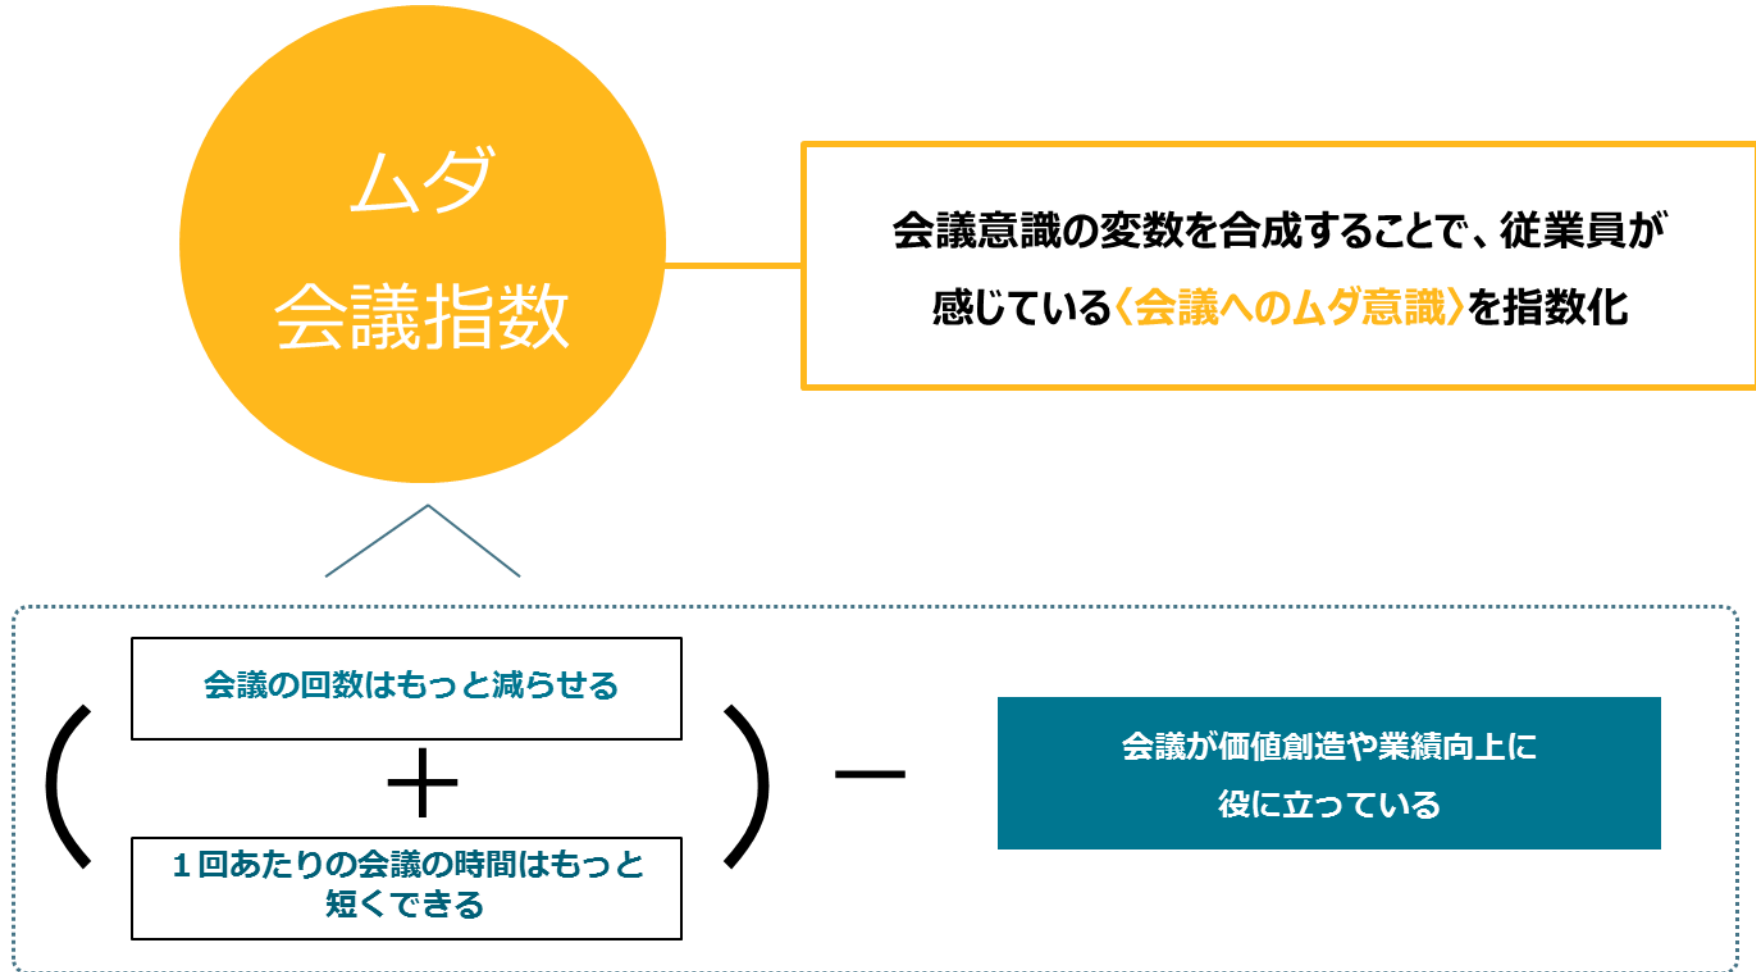 ムダ
会議指数
会議意識の変数を合成することで、従業員が
感じている〈会議へのムダ意識〉を指数化
会議の回数はもっと減らせる
＋
１回あたりの会議の時間はもっと
短くできる
ー
会議が価値創造や業績向上に
役に立っている